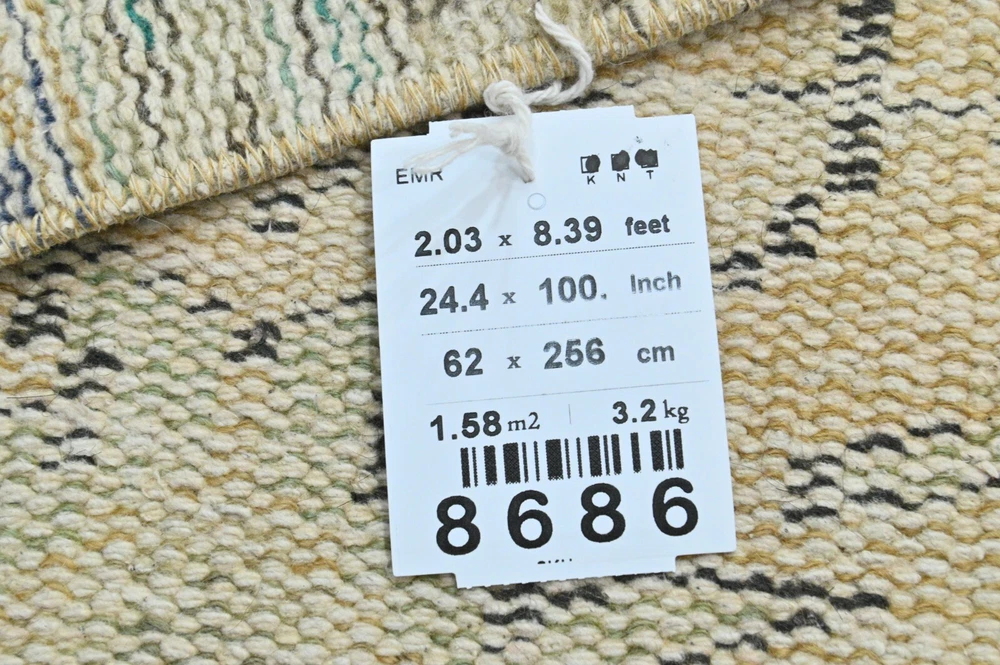 EMR
K N T
2.03 x 8.39 feet
24.4 x 100. Inch
62 x 256 cm
1.58 m2 | 3.2 kg
8686